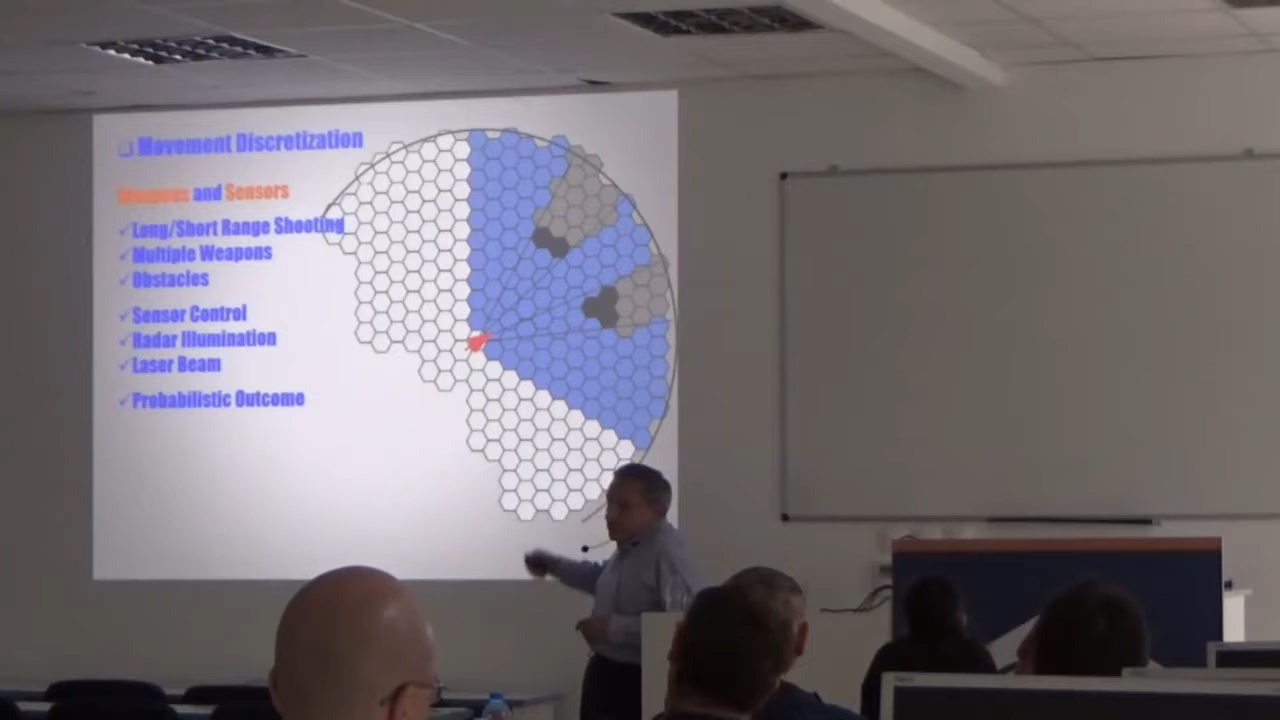 ❑ Movement Discretization
Weapons and Sensors
✓Long/Short Range Shooting
✓Multiple Weapons
✓Obstacles
✓Sensor Control
✓Radar Illumination
✓Laser Beam
✓Probabilistic Outcome